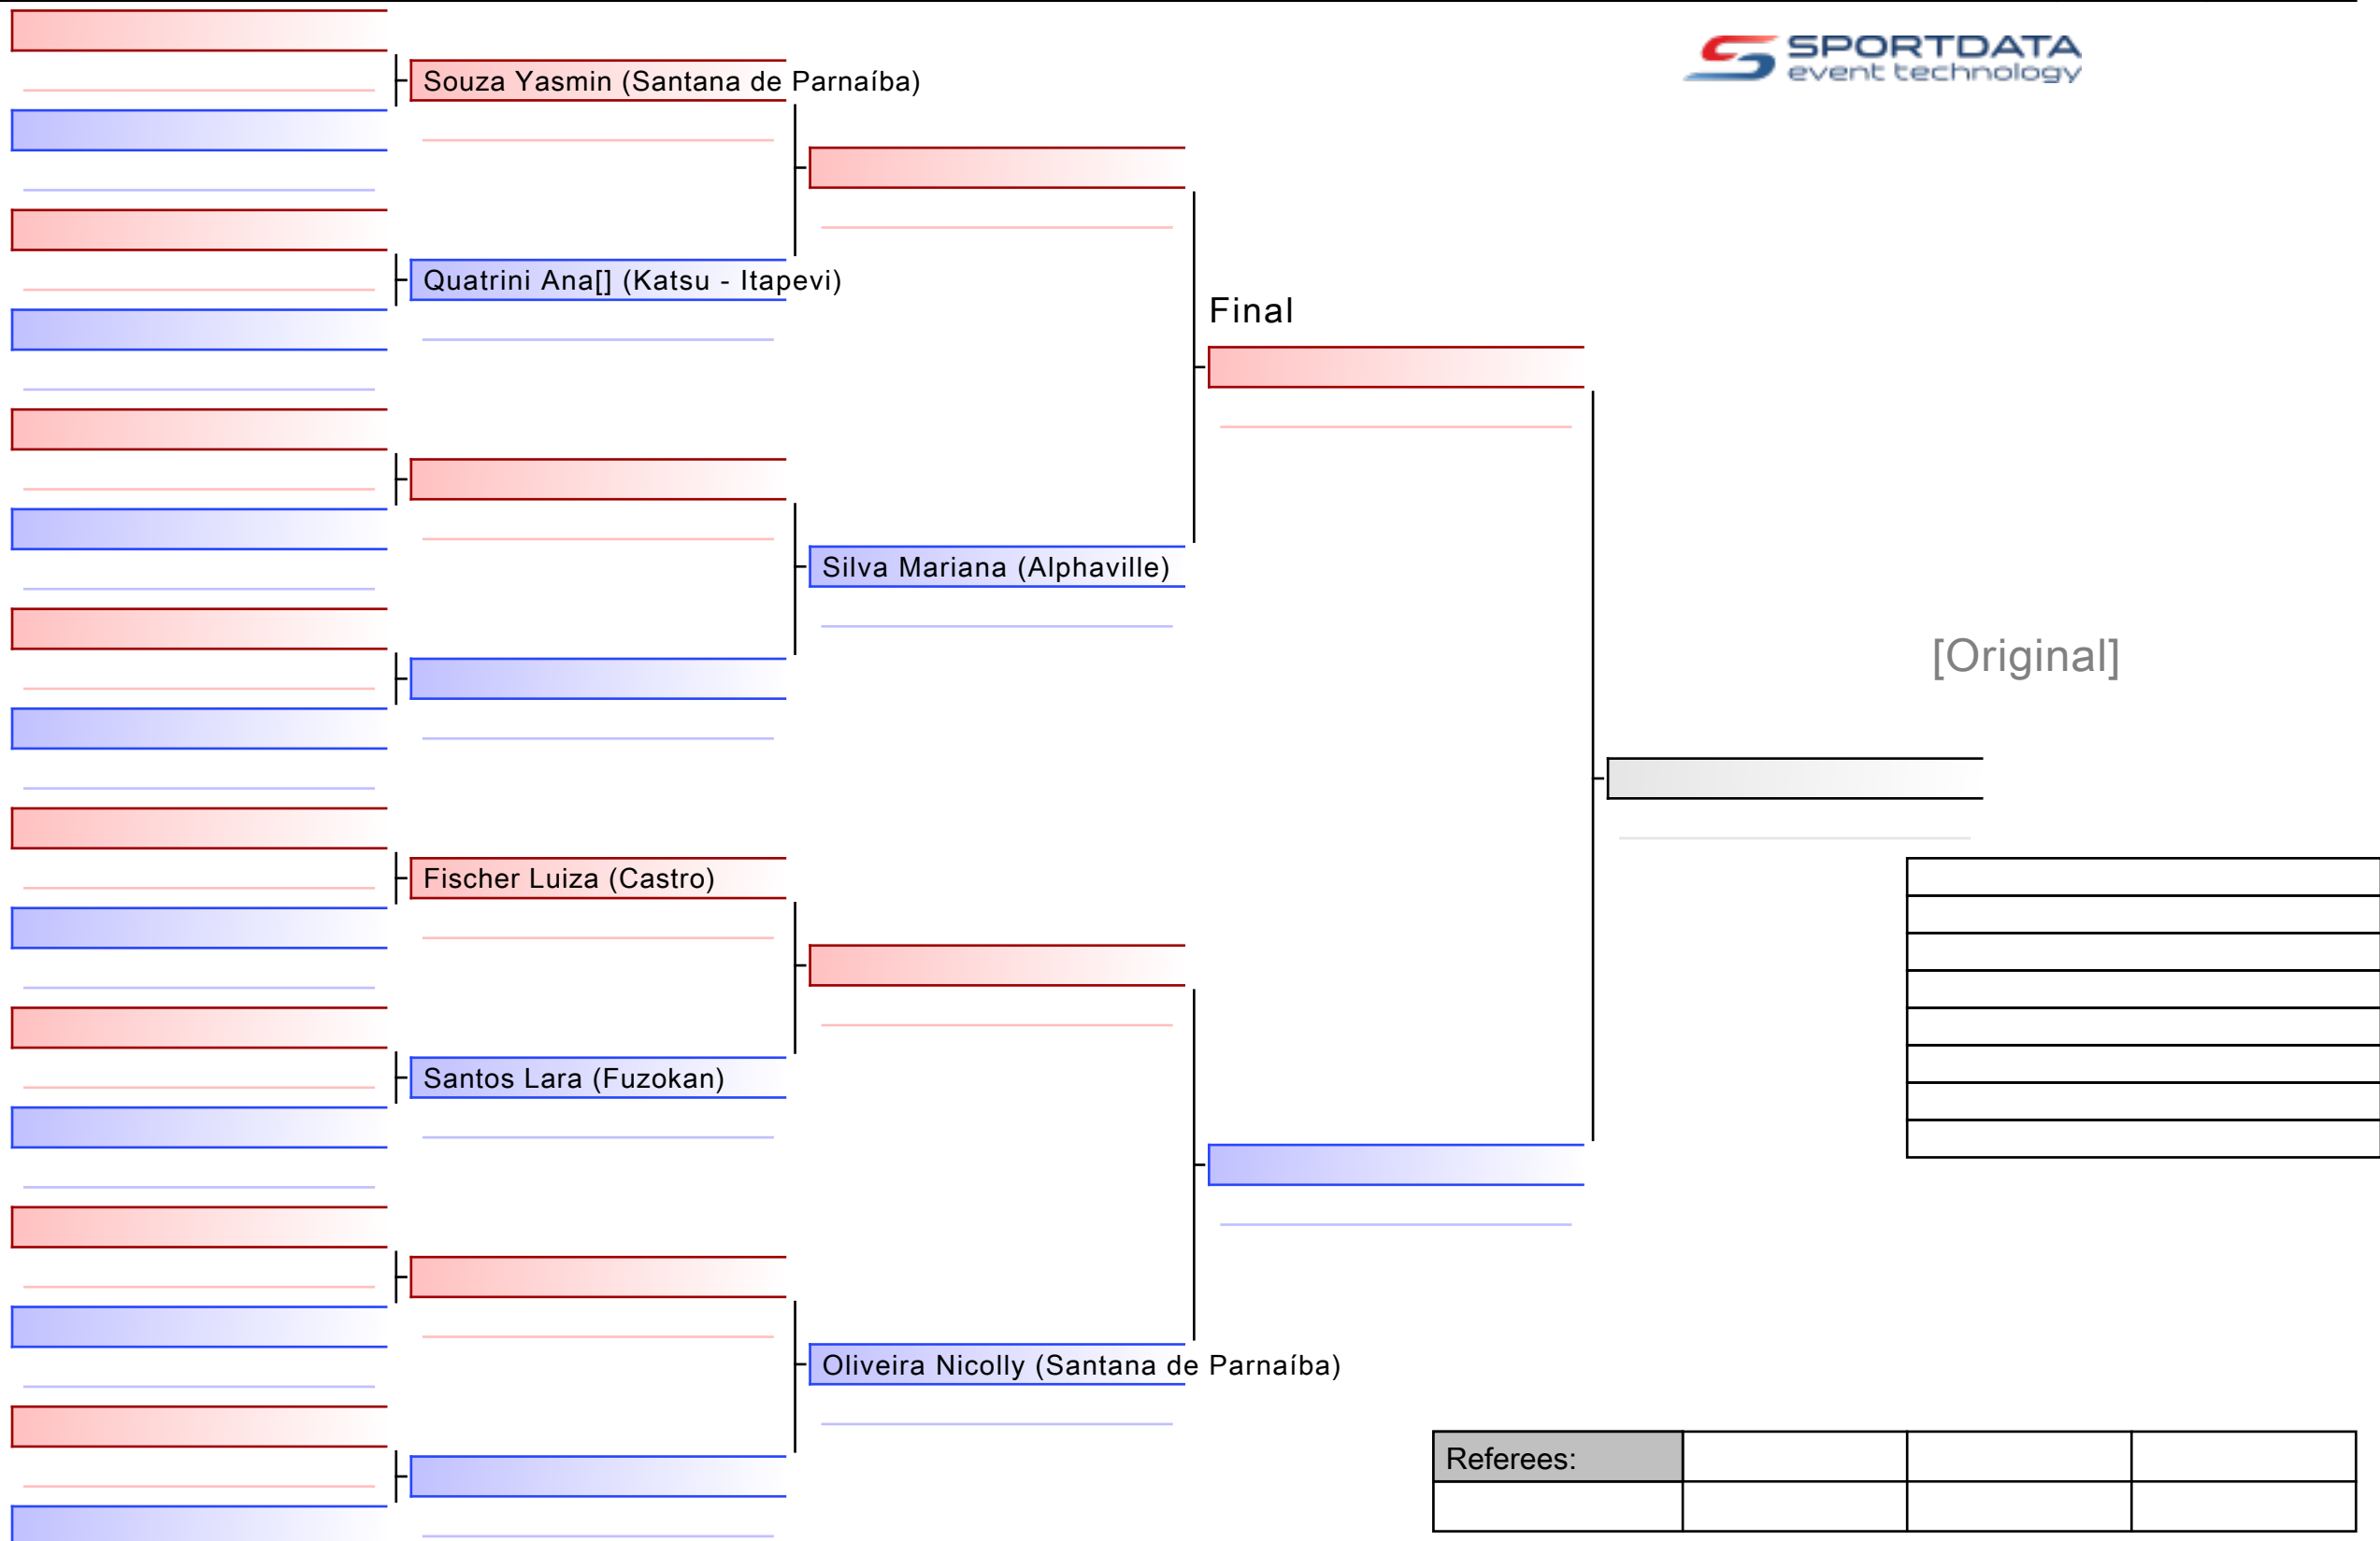 SPORTDATA
event technology
Souza Yasmin (Santana de Parnaíba)
Quatrini Ana[] (Katsu - Itapevi)
Final
Silva Mariana (Alphaville)
[Original]
Fischer Luiza (Castro)
Santos Lara (Fuzokan)
Oliveira Nicolly (Santana de Parnaíba)
Referees: